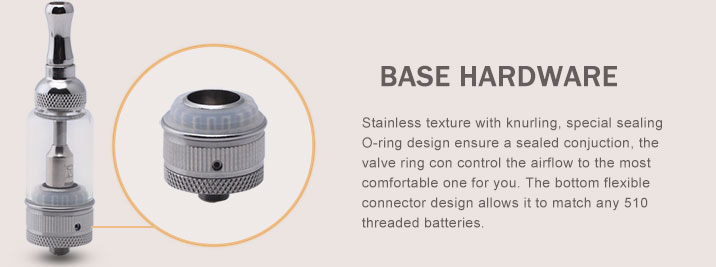 BASE HARDWARE
Stainless texture with knurling, special sealing
O-ring design ensure a sealed conjuction, the
valve ring con control the airflow to the most
comfortable one for you. The bottom flexible
connector design allows it to match any 510
threaded batteries.